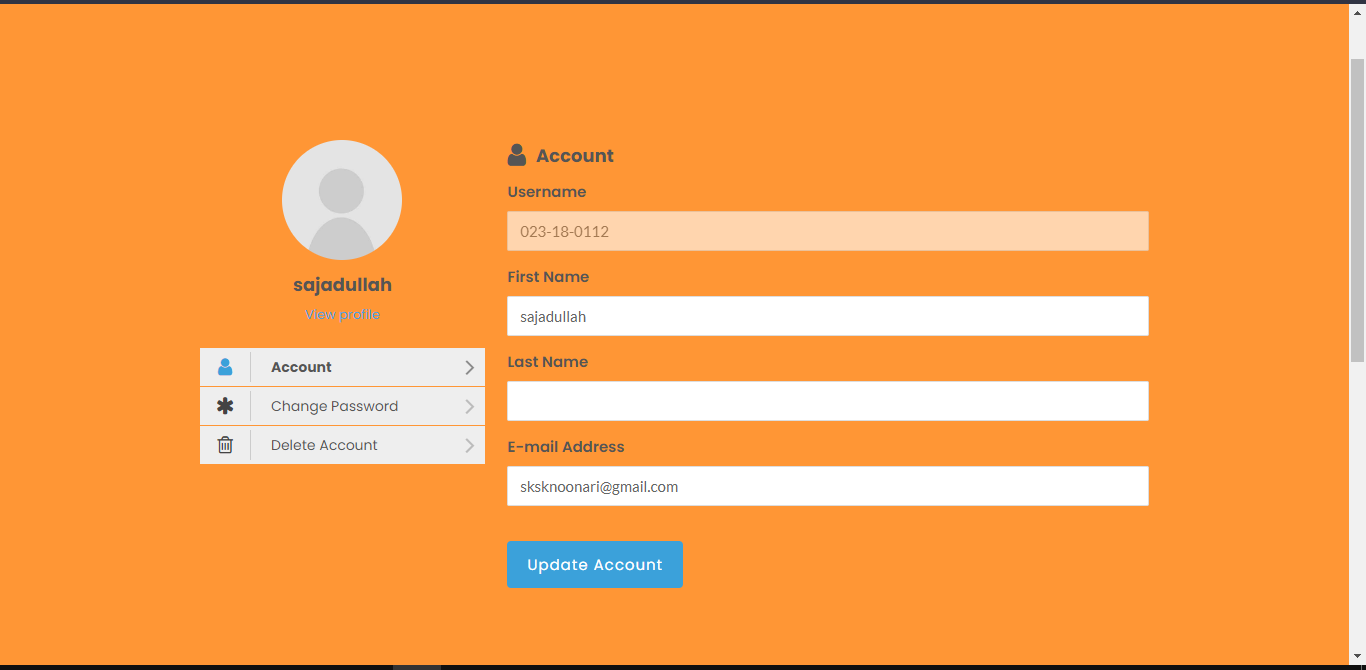 sajadullah
View profile
Account
Change Password
Delete Account
Account
Username
023-18-0112
First Name
sajadullah
Last Name
E-mail Address
sksknoonari@gmail.com
Update Account